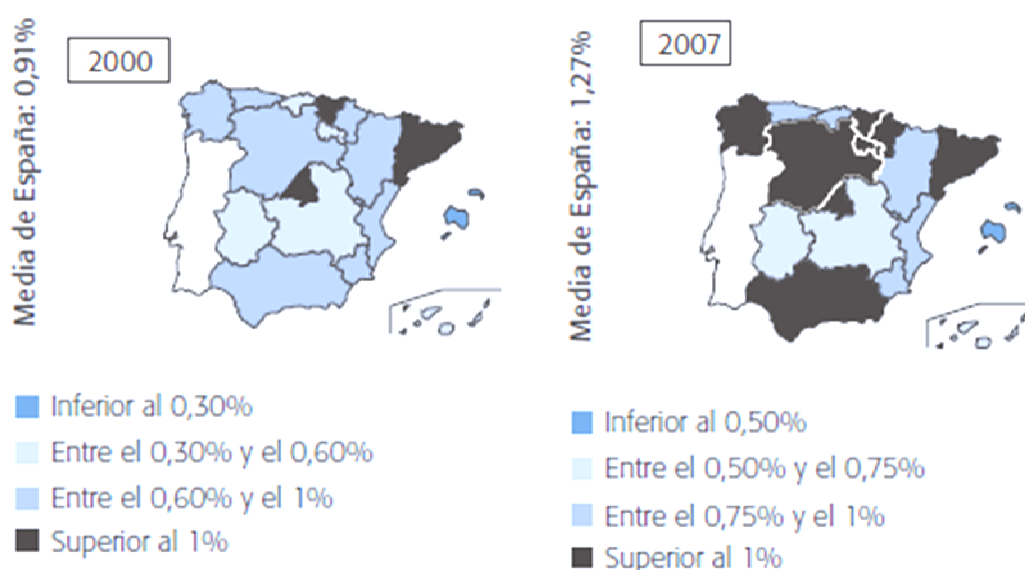 Media de España: 0,91%
2000
Inferior al 0,30%
Entre el 0,30% y el 0,60%
Entre el 0,60% y el 1%
Superior al 1%
Media de España: 1,27%
2007
Inferior al 0,50%
Entre el 0,50% y el 0,75%
Entre el 0,75% y el 1%
Superior al 1%